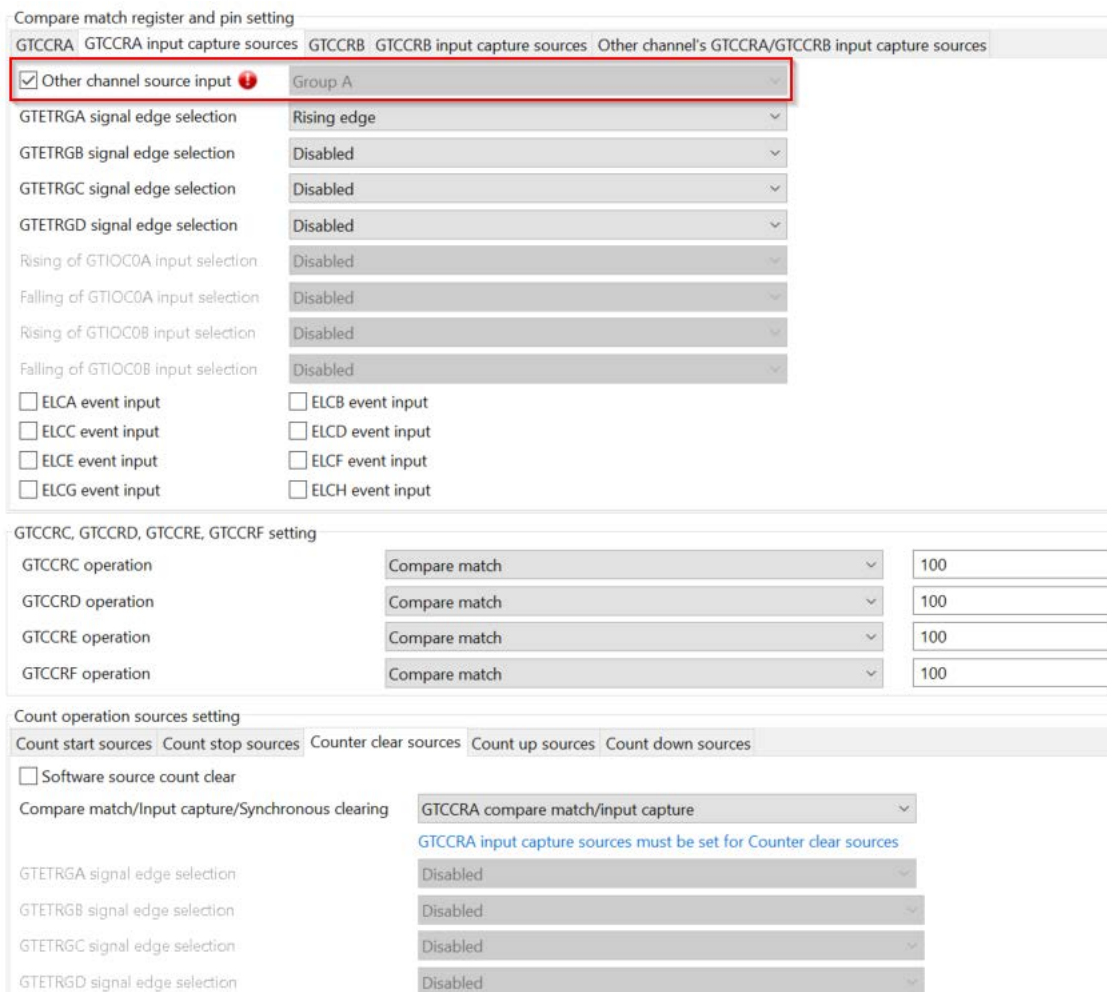 Compare match register and pin setting
GTCCRA GTCCRA input capture sources GTCCRB GTCCRB input capture sources Other channel's GTCCRA/GTCCRB input capture sources
Other channel source input Group A
GTETRGA signal edge selection Rising edge
GTETRGB signal edge selection Disabled
GTETRGC signal edge selection Disabled
GTETRGD signal edge selection Disabled
Rising of GTIOC0A input selection Disabled
Falling of GTIOC0A input selection Disabled
Rising of GTIOC0B input selection Disabled
Falling of GTIOC0B input selection Disabled
ELCA event input ELCB event input
ELCC event input ELCD event input
ELCE event input ELCF event input
ELCG event input ELCH event input
GTCCRC, GTCCRD, GTCCRE, GTCCRF setting
GTCCRC operation Compare match 100
GTCCRD operation Compare match 100
GTCCRE operation Compare match 100
GTCCRF operation Compare match 100
Count operation sources setting
Count start sources Count stop sources Counter clear sources Count up sources Count down sources
Software source count clear
Compare match/Input capture/Synchronous clearing GTCCRA compare match/input capture
GTCCRA input capture sources must be set for Counter clear sources
GTETRGA signal edge selection Disabled
GTETRGB signal edge selection Disabled
GTETRGC signal edge selection Disabled
GTETRGD signal edge selection Disabled